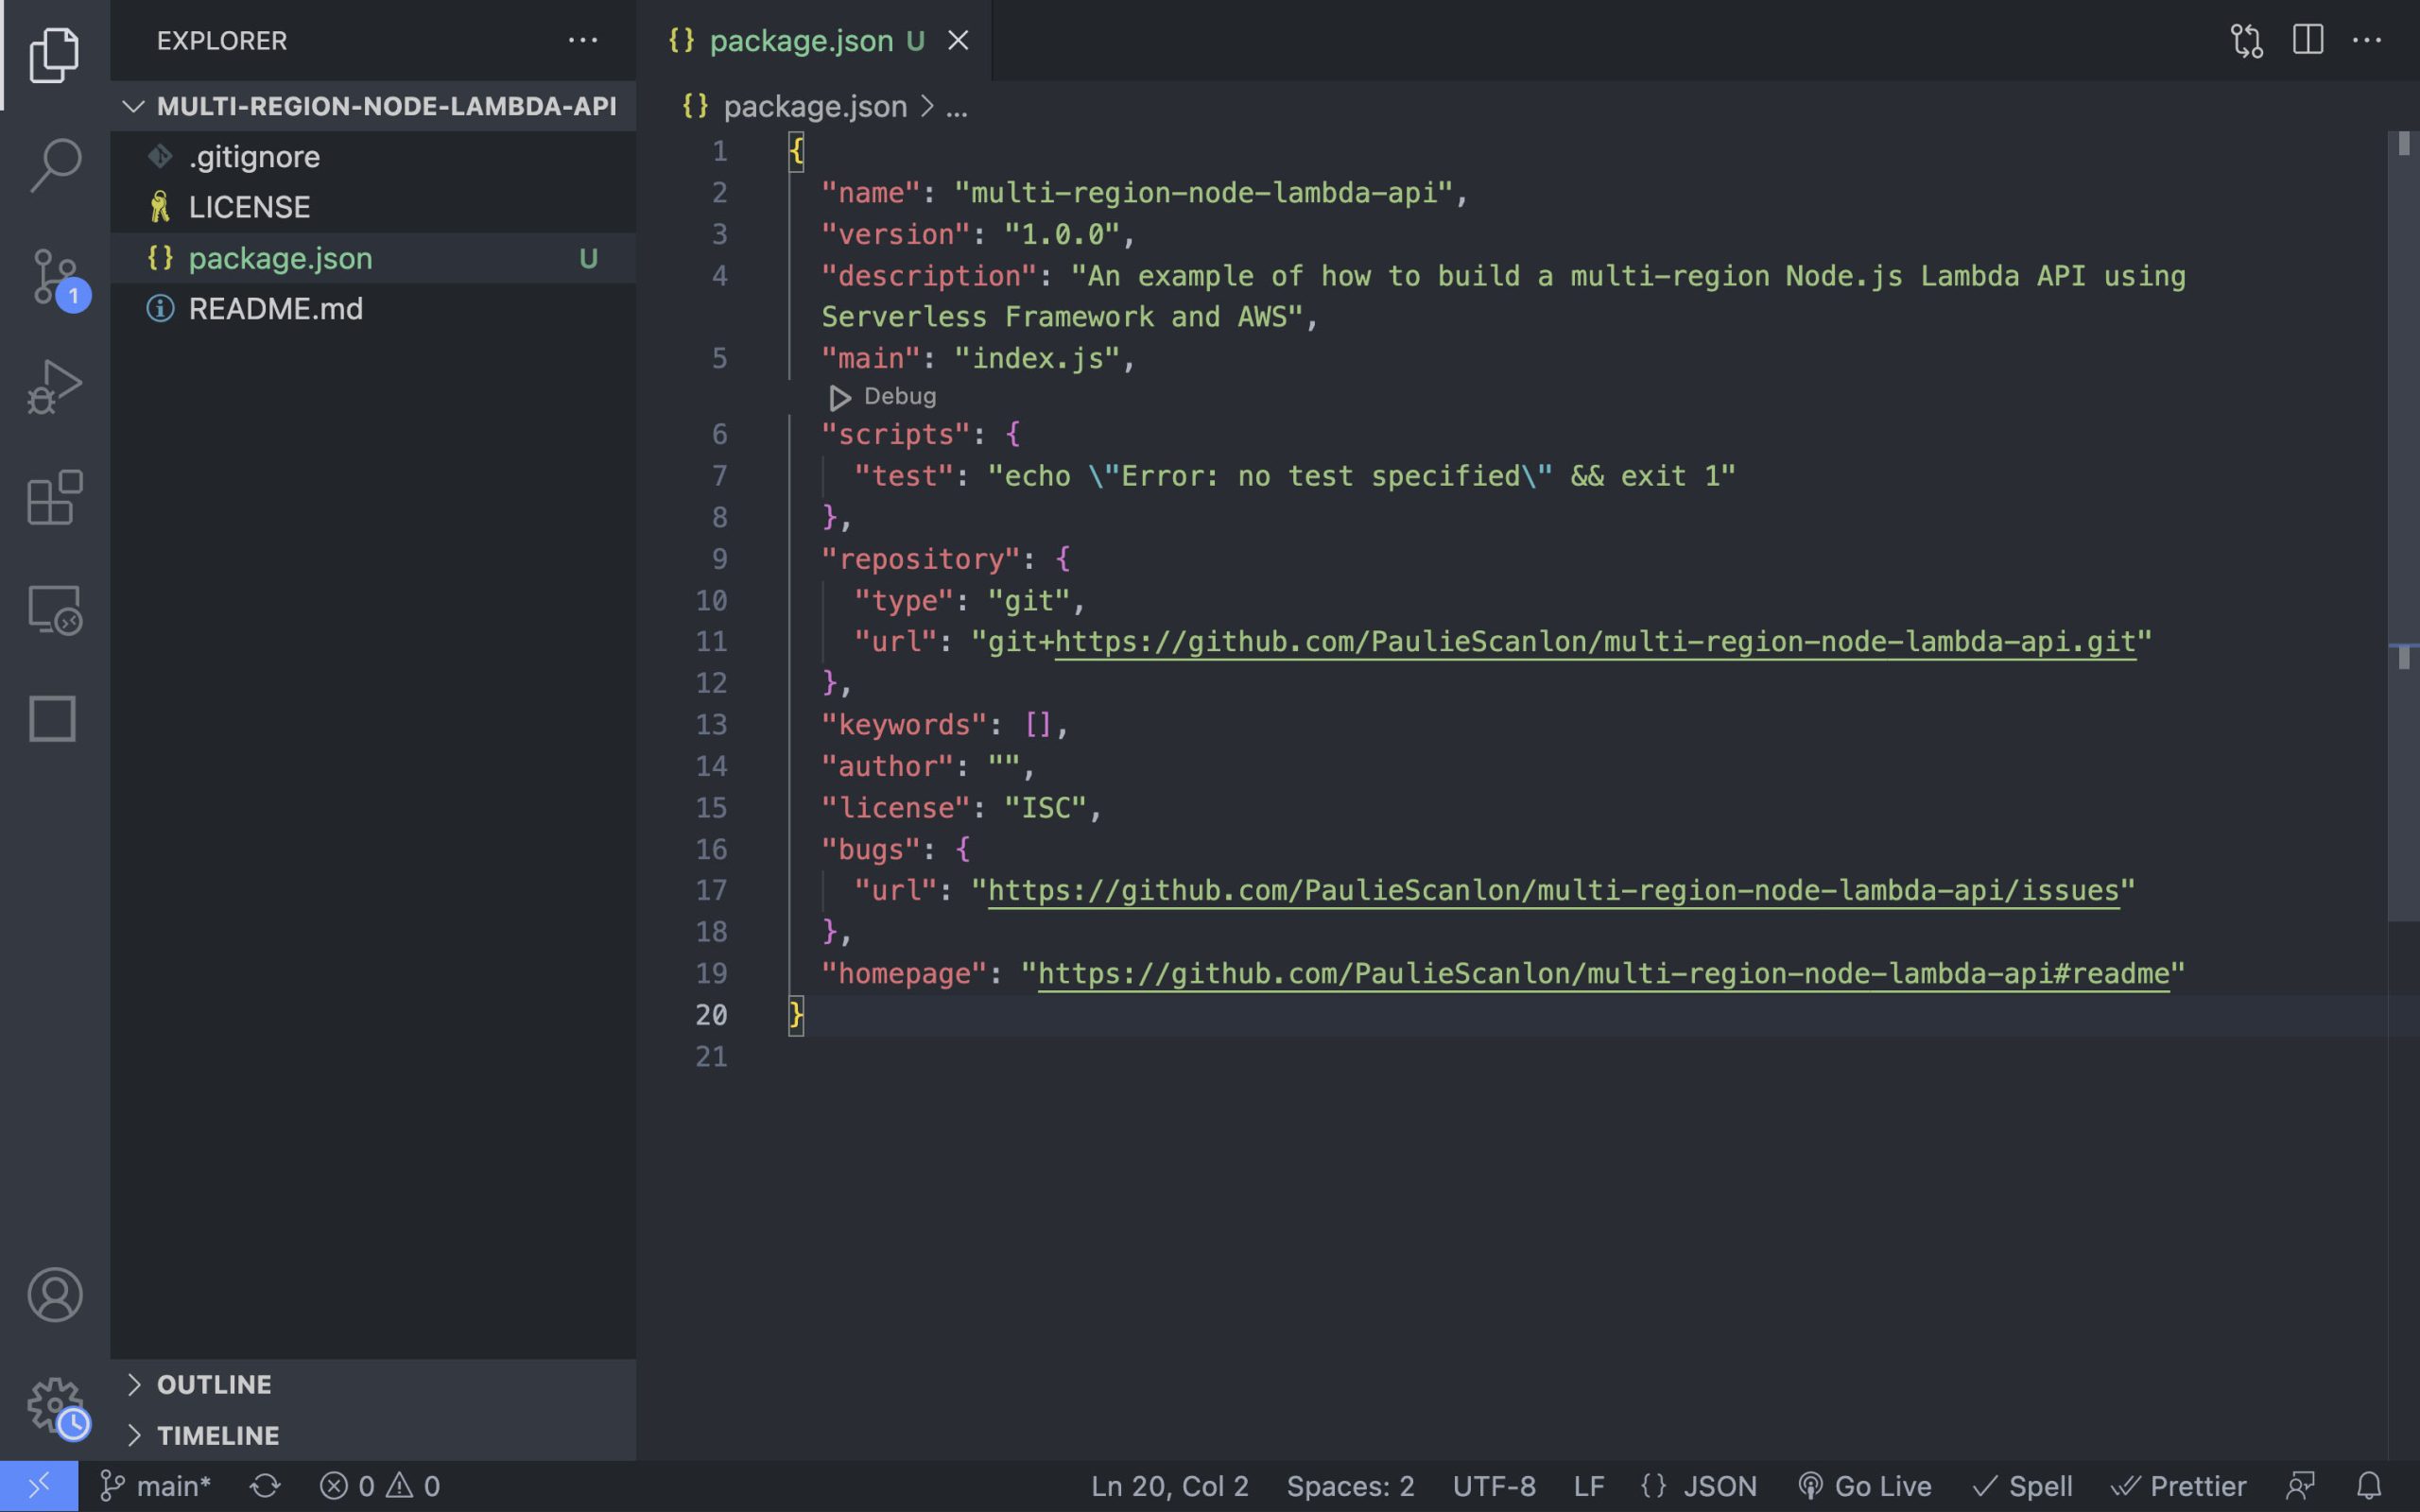 EXPLORER
MULTI-REGION-NODE-LAMBDA-API
.gitignore
LICENSE
package.json U
README.md
OUTLINE
TIMELINE
1
package.json U
package.json > ...
1 {
2 "name": "multi-region-node-lambda-api",
3 "version": "1.0.0",
4 "description": "An example of how to build a multi-region Node.js Lambda API using
Serverless Framework and AWS",
5 "main": "index.js",
Debug
6 "scripts": {
7 "test": "echo \"Error: no test specified\" && exit 1"
8 },
9 "repository": {
10 "type": "git",
11 "url": "git+https://github.com/PaulieScanlon/multi-region-node-lambda-api.git"
12 },
13 "keywords": [],
14 "author": "",
15 "license": "ISC",
16 "bugs": {
17 "url": "https://github.com/PaulieScanlon/multi-region-node-lambda-api/issues"
18 },
19 "homepage": "https://github.com/PaulieScanlon/multi-region-node-lambda-api#readme"
20 }
21
main* 0 0 Ln 20, Col 2 Spaces: 2 UTF-8 LF {} JSON Go Live Spell Prettier